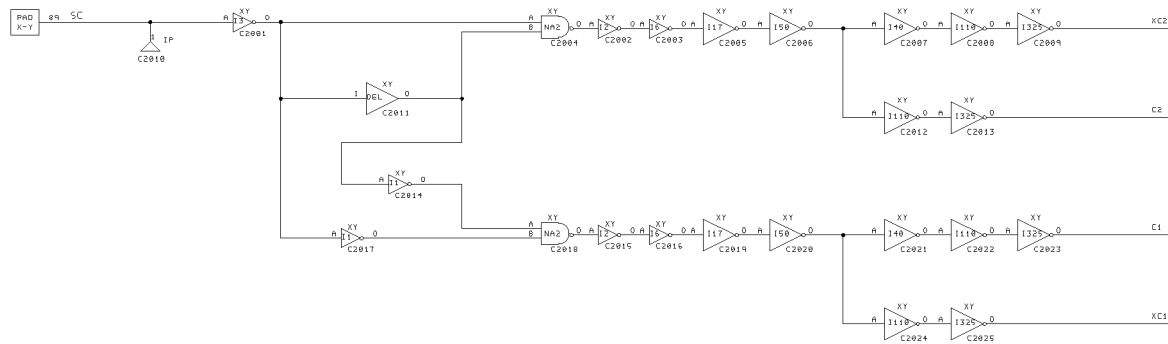 PAD
X-Y
89 SC
1 IP
C2010
XY
A I3 O
C2001
XY
A
B NA2 O
C2004
XY
A I2 O
C2002
XY
A I6 O
C2003
XY
A I17 O
C2005
XY
A I50 O
C2006
XY
A I40 O
C2007
XY
A I110 O
C2008
XY
A I325 O
C2009
XC2
XY
I DEL O
C2011
XY
A I110 O
C2012
XY
A I325 O
C2013
C2
XY
A I1 O
C2014
XY
A I1 O
C2017
XY
A
B NA2 O
C2018
XY
A I2 O
C2015
XY
A I6 O
C2016
XY
A I17 O
C2019
XY
A I50 O
C2020
XY
A I40 O
C2021
XY
A I110 O
C2022
XY
A I325 O
C2023
C1
XY
A I110 O
C2024
XY
A I325 O
C2025
XC1